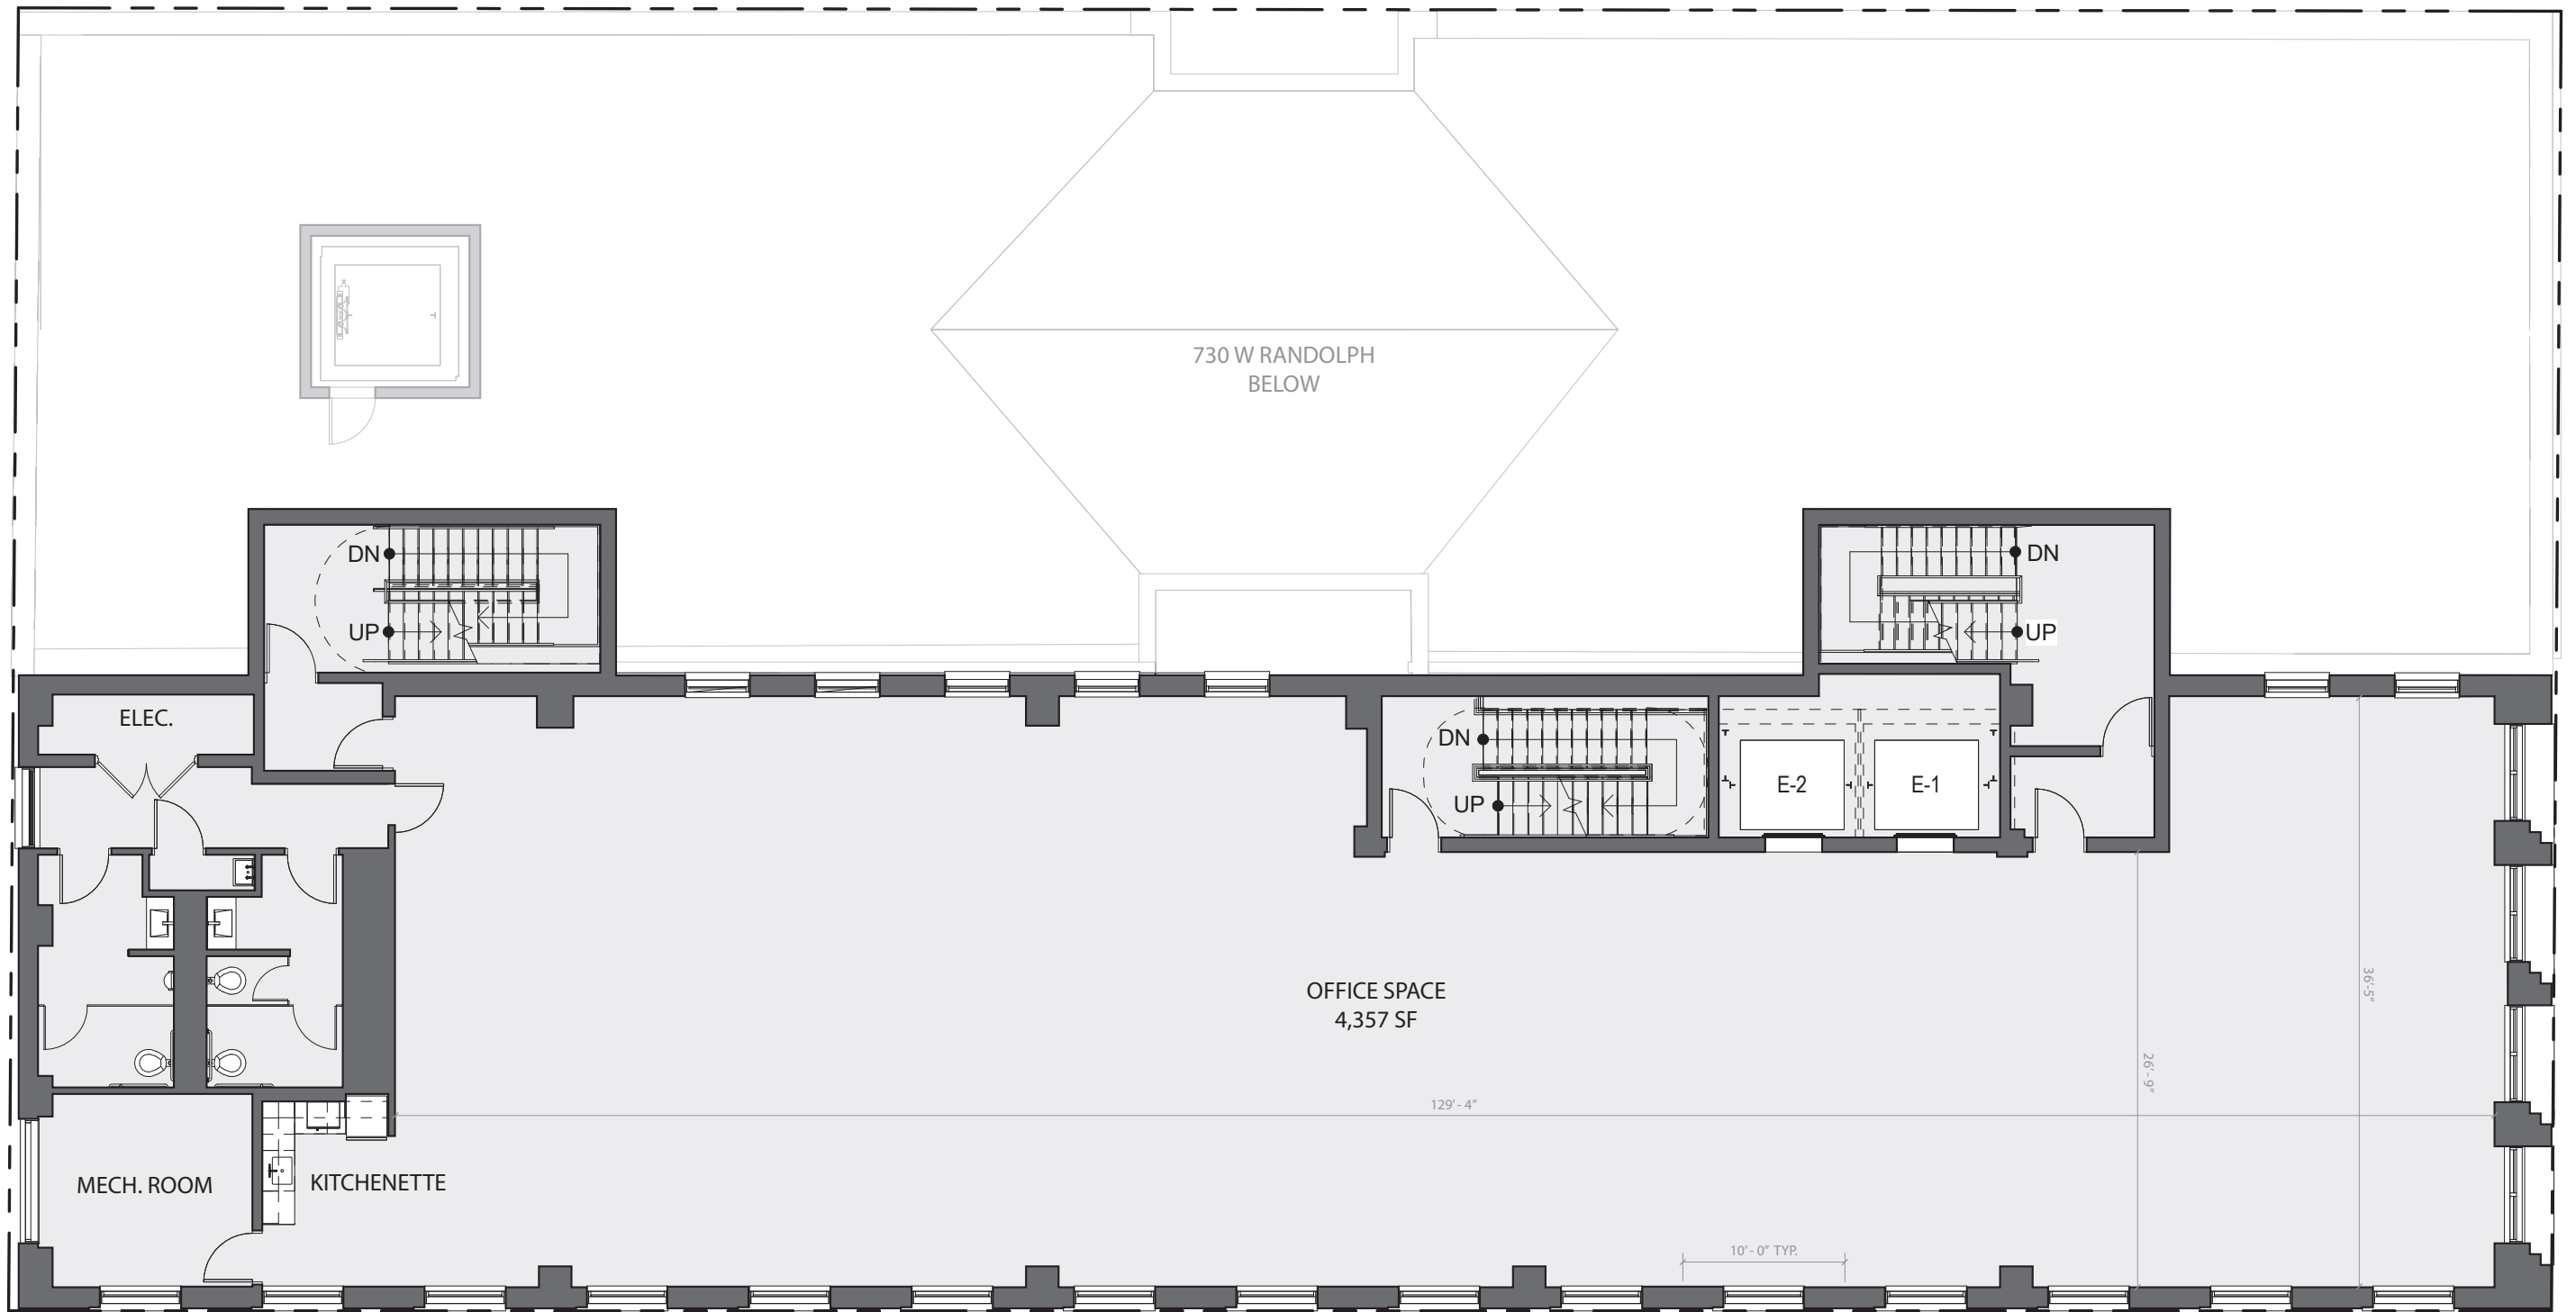 730 W RANDOLPH
BELOW
DN
UP
DN
UP
ELEC.
DN
UP
E-2
E-1
OFFICE SPACE
4,357 SF
36'-5"
26'- 9"
129'- 4"
MECH. ROOM
KITCHENETTE
10'- 0" TYP.